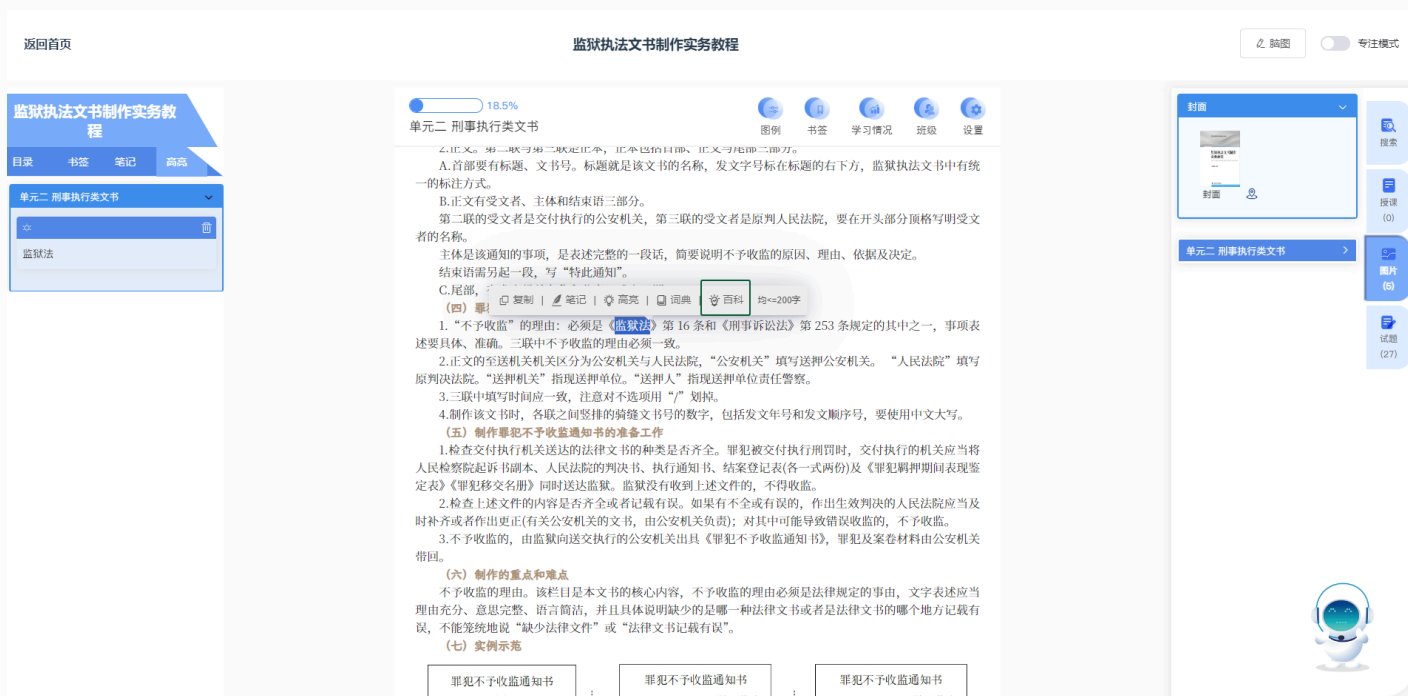 返回首页
监狱执法文书制作实务教程
脑图
专注模式
监狱执法文书制作实务教
程
目录
书签
笔记
高亮
单元二 刑事执行类文书
监狱法
18.5%
单元二 刑事执行类文书
图例
书签
学习情况
班级
设置
2.正文。第二联与第三联是正本，正本包括首部、正文与尾部三部分。
A.首部要有标题、文书号。标题就是该文书的名称，发文字号标在标题的右下方，监狱执法文书中有统
一的标注方式。
B.正文有受文者、主体和结束语三部分。
第二联的受文者是交付执行的公安机关，第三联的受文者是原判人民法院，要在开头部分顶格写明受文
者的名称。
主体是该通知的事项，是表述完整的一段话，简要说明不予收监的原因、理由、依据及决定。
结束语需另起一段，写“特此通知”。
C.尾部，
复制 | 笔记 | 高亮 | 词典 | 百科 均<=200字
（四）罪
1.“不予收监”的理由：必须是《监狱法》第 16 条和《刑事诉讼法》第 253 条规定的其中之一，事项表
述要具体、准确。三联中不予收监的理由必须一致。
2.正文的至送机关机关区分为公安机关与人民法院，“公安机关”填写送押公安机关。 “人民法院”填写
原判决法院。“送押机关”指现送押单位。“送押人”指现送押单位责任警察。
3.三联中填写时间应一致，注意对不选项用“/”划掉。
4.制作该文书时，各联之间竖排的骑缝文书号的数字，包括发文年号和发文顺序号，要使用中文大写。
（五）制作罪犯不予收监通知书的准备工作
1.检查交付执行机关送达的法律文书的种类是否齐全。罪犯被交付执行刑罚时，交付执行的机关应当将
人民检察院起诉书副本、人民法院的判决书、执行通知书、结案登记表(各一式两份)及《罪犯羁押期间表现鉴
定表》《罪犯移交名册》同时送达监狱。监狱没有收到上述文件的，不得收监。
2.检查上述文件的内容是否齐全或者记载有误。如果有不全或有误的，作出生效判决的人民法院应当及
时补齐或者作出更正(有关公安机关的文书，由公安机关负责)；对其中可能导致错误收监的，不予收监。
3.不予收监的，由监狱向送交执行的公安机关出具《罪犯不予收监通知书》，罪犯及案卷材料由公安机关
带回。
（六）制作的重点和难点
不予收监的理由。该栏目是本文书的核心内容，不予收监的理由必须是法律规定的事由，文字表述应当
理由充分、意思完整、语言简洁，并且具体说明缺少的是哪一种法律文书或者是法律文书的哪个地方记载有
误，不能笼统地说“缺少法律文件”或“法律文书记载有误”。
（七）实例示范
罪犯不予收监通知书
罪犯不予收监通知书
罪犯不予收监通知书
封面
封面
单元二 刑事执行类文书
搜索
授课
(0)
图片
(5)
试题
(27)